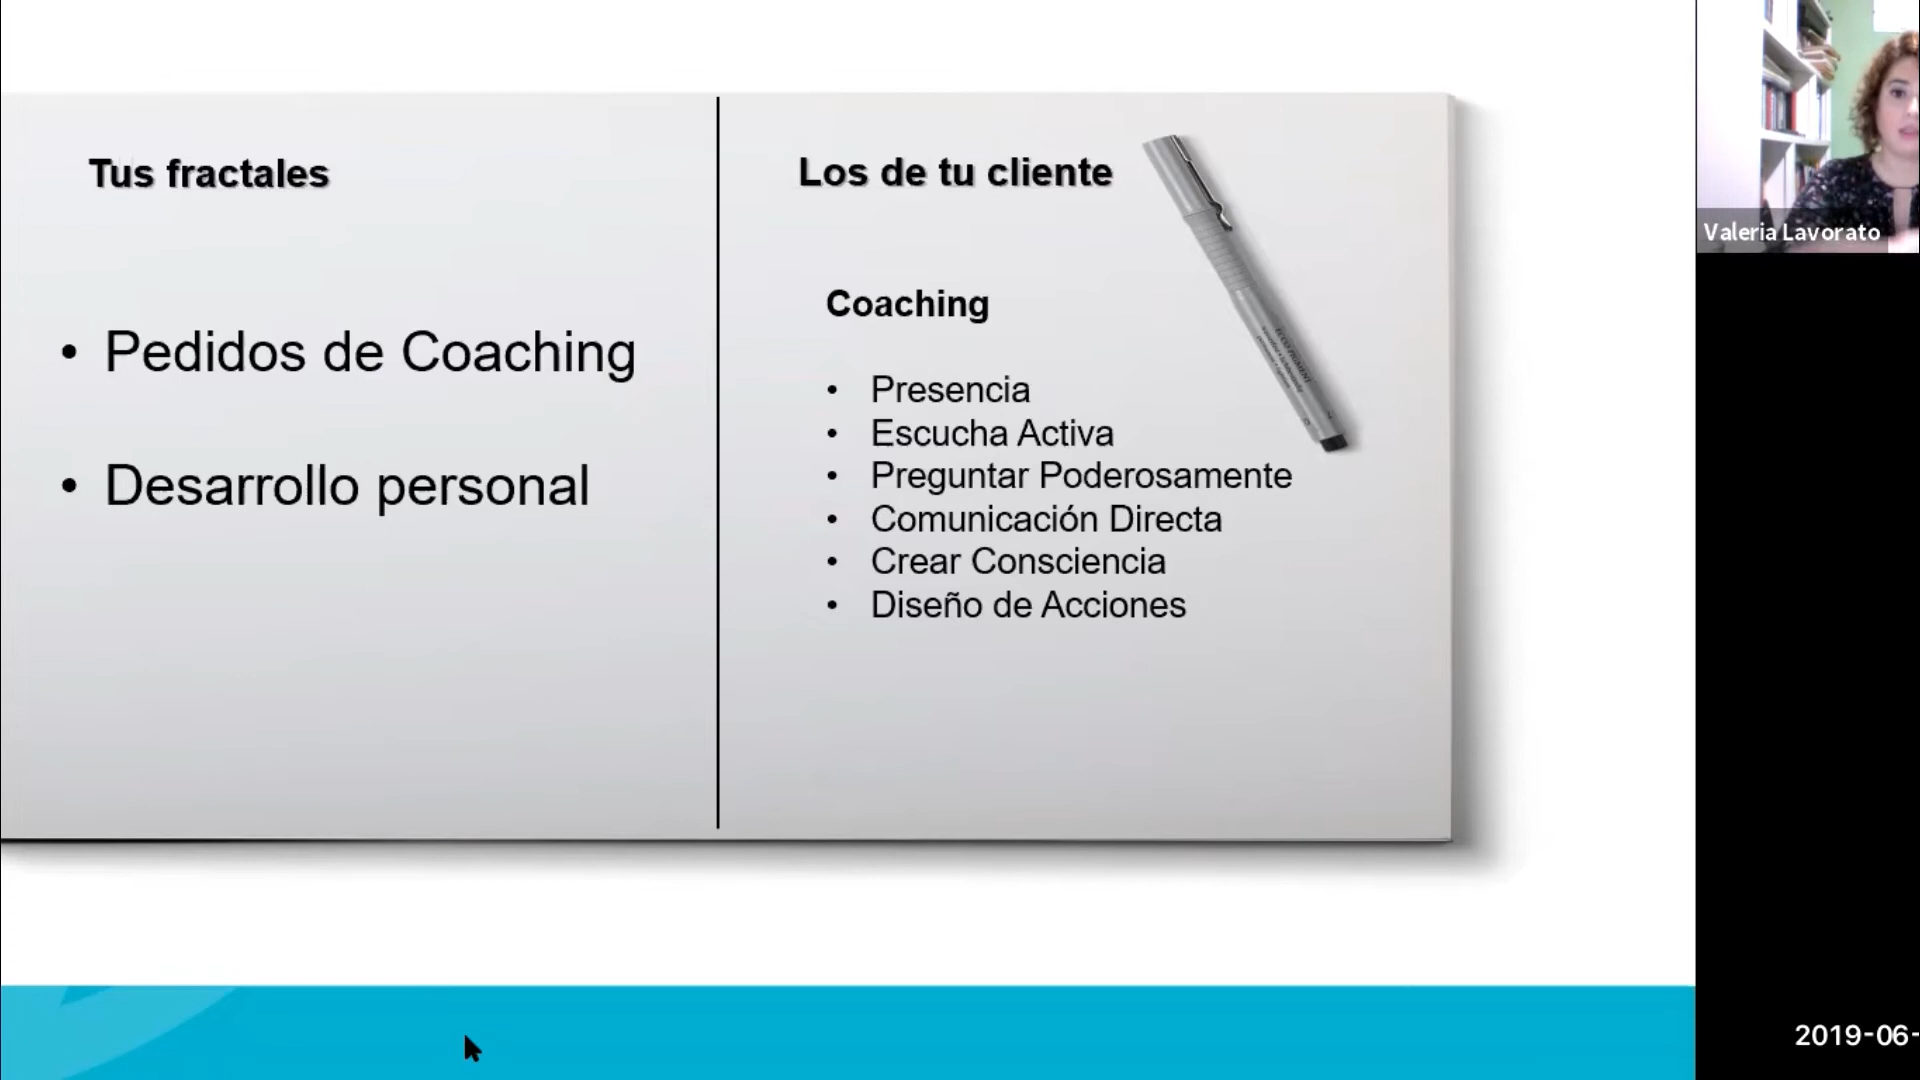 Tus fractales
• Pedidos de Coaching
• Desarrollo personal
Los de tu cliente
Coaching
• Presencia
• Escucha Activa
• Preguntar Poderosamente
• Comunicación Directa
• Crear Consciencia
• Diseño de Acciones
Valeria Lavorato
2019-06-